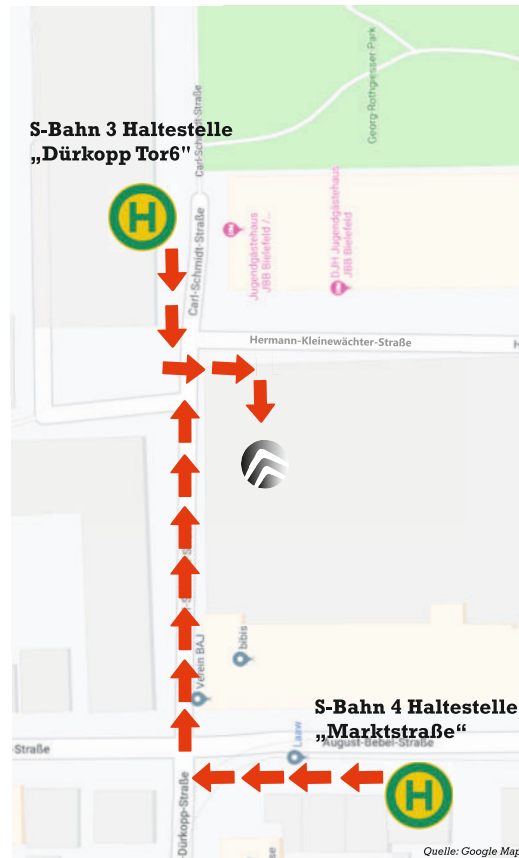 Carl-Schmidt-Straße
Georg-Rothgiesser-Park
S-Bahn 3 Haltestelle
„Dürkopp Tor6"
H
Carl-Schmidt-Straße
Jugendgästehaus
JBB Bielefeld /...
DJH Jugendgästehaus
JBB Bielefeld
Hermann-Kleinewächter-Straße
H
Verein BAJ
bibis
S-Bahn 4 Haltestelle
„Marktstraße“
Laaw
August-Bebel-Straße
-Straße
H
-Dürkopp-Straße
Quelle: Google Map